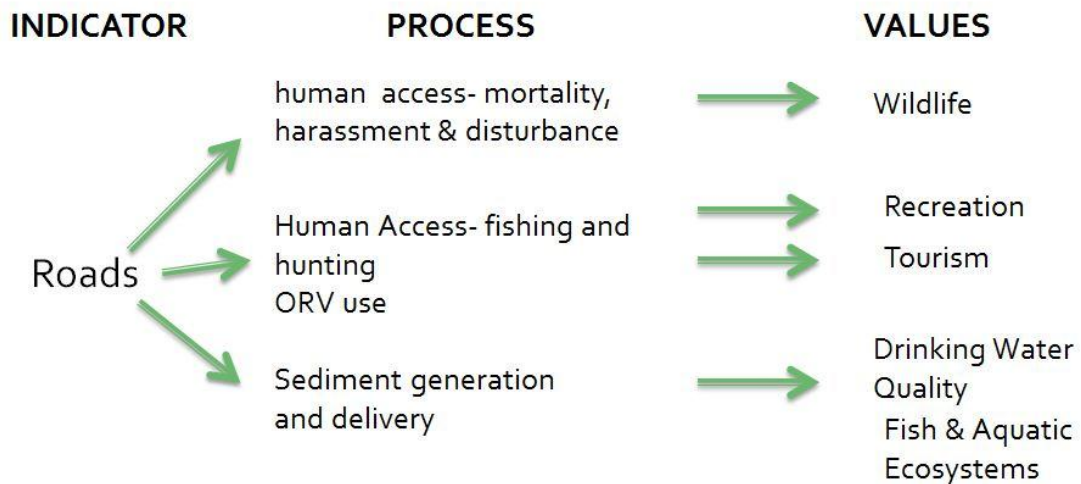 INDICATOR PROCESS VALUES
human access- mortality,
harassment & disturbance
Wildlife
Roads
Human Access- fishing and
hunting
ORV use
Recreation
Tourism
Sediment generation
and delivery
Drinking Water
Quality
Fish & Aquatic
Ecosystems